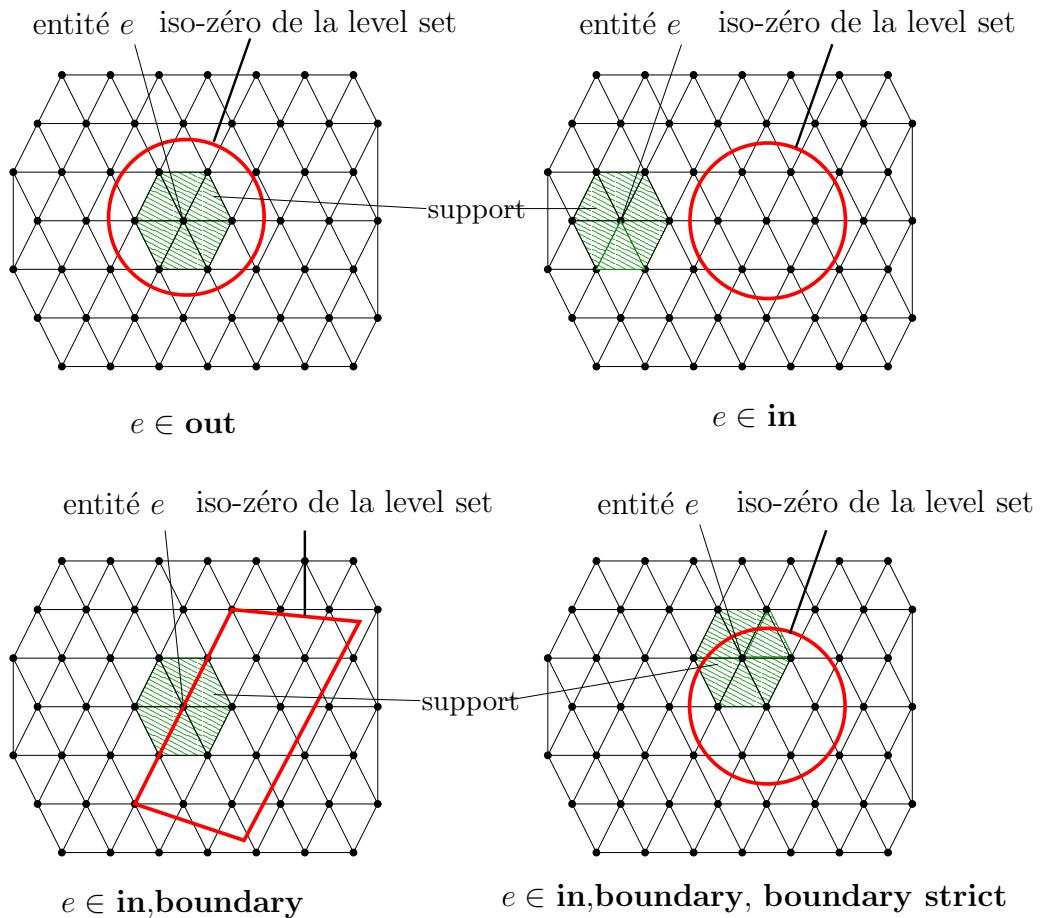 entité e iso-zéro de la level set
entité e iso-zéro de la level set
support
e ∈ out
e ∈ in
entité e iso-zéro de la level set
entité e iso-zéro de la level set
support
e ∈ in,boundary
e ∈ in,boundary, boundary strict